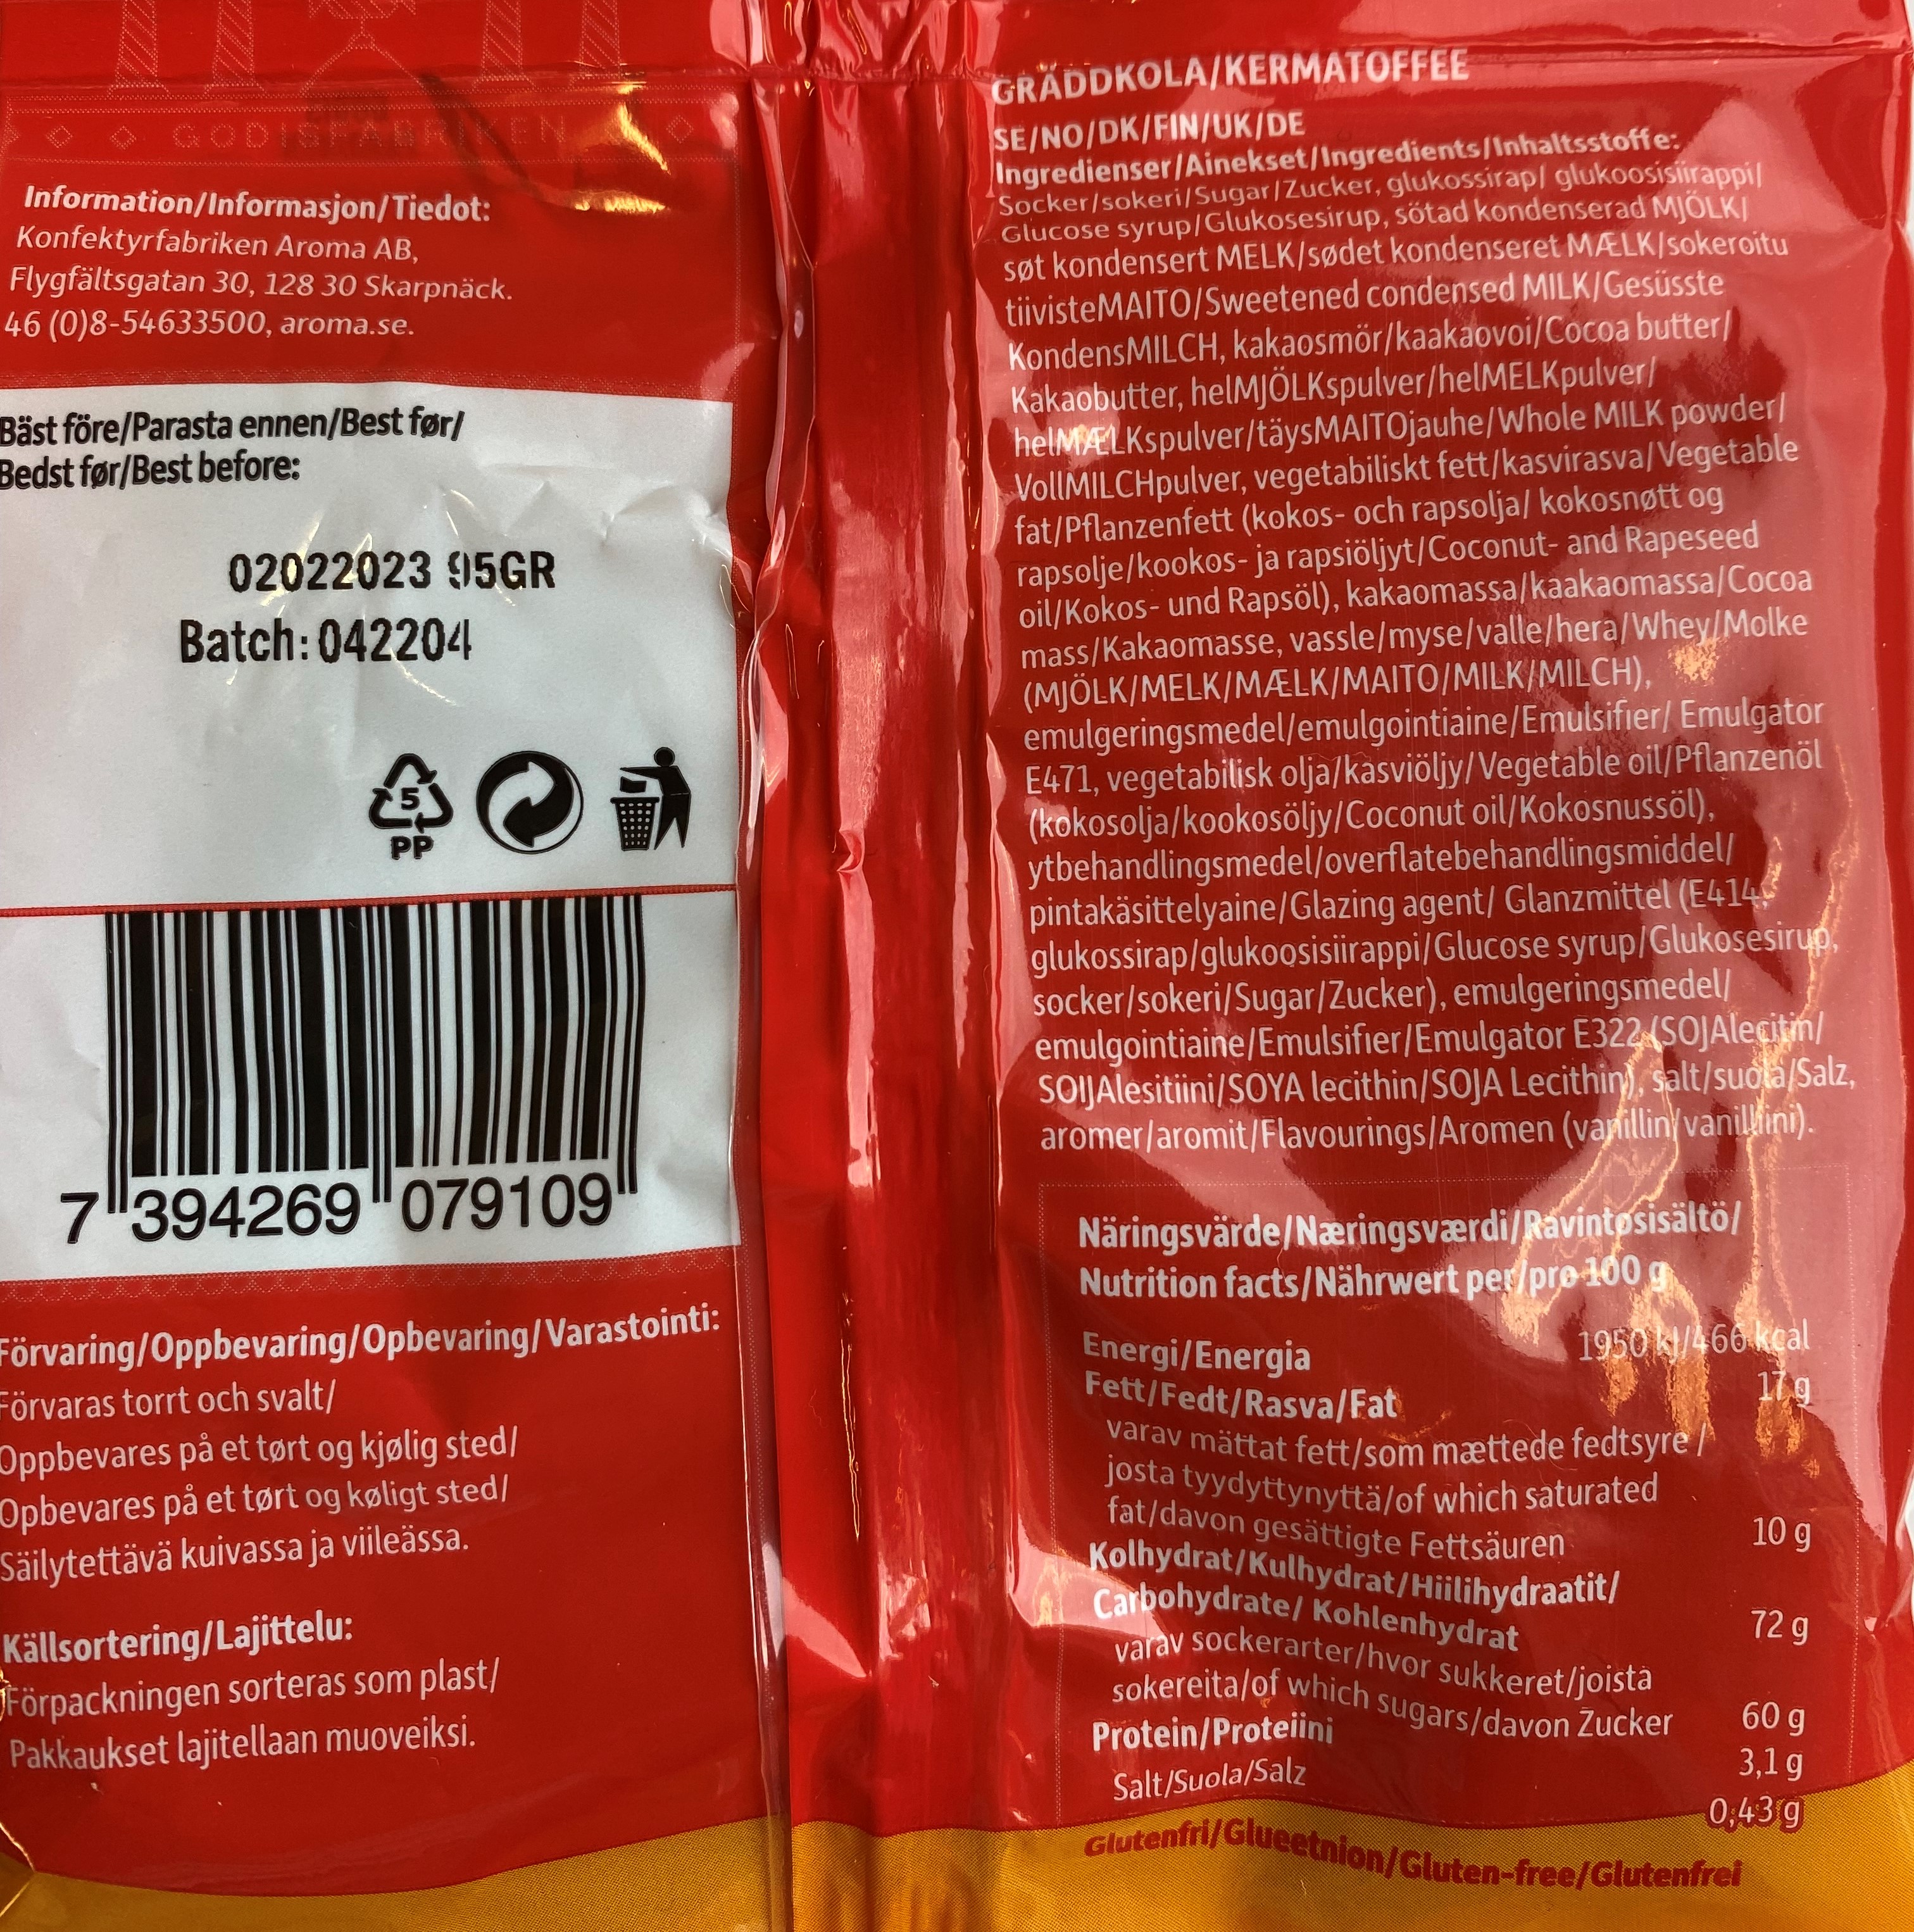 GODISFABRIKEN
Information/Informasjon/Tiedot:
Konfektyrfabriken Aroma AB,
Flygfältsgatan 30, 128 30 Skarpnäck.
46 (0)8-54633500, aroma.se.
Bäst före/Parasta ennen/Best før/
Bedst før/Best before:
02022023 95GR
Batch: 042204
5
PP
7 394269 079109
Förvaring/Oppbevaring/Opbevaring/Varastointi:
Förvaras torrt och svalt/
Oppbevares på et tørt og kjølig sted/
Opbevares på et tørt og køligt sted/
Säilytettävä kuivassa ja viileässa.
Källsortering/Lajittelu:
Förpackningen sorteras som plast/
Pakkaukset lajitellaan muoveiksi.
GRÄDDKOLA/KERMATOFFEE
SE/NO/DK/FIN/UK/DE
Ingredienser/Ainekset/Ingredients/Inhaltsstoffe:
Socker/sokeri/Sugar/Zucker, glukossirap/ glukoosisiirappi/
Glucose syrup/Glukosesirup, sötad kondenserad MJÖLK/
søt kondensert MELK/sødet kondenseret MÆLK/sokeroitu
tiivisteMAITO/Sweetened condensed MILK/Gesüsste
KondensMILCH, kakaosmör/kaakaovoi/Cocoa butter/
Kakaobutter, helMJÖLKspulver/helMELKpulver/
helMÆLKspulver/täysMAITOjauhe/Whole MILK powder/
VollMILCHpulver, vegetabiliskt fett/kasvirasva/Vegetable
fat/Pflanzenfett (kokos- och rapsolja/ kokosnøtt og
rapsolje/kookos- ja rapsiöljyt/Coconut- and Rapeseed
oil/Kokos- und Rapsöl), kakaomassa/kaakaomassa/Cocoa
mass/Kakaomasse, vassle/myse/valle/hera/Whey/Molke
(MJÖLK/MELK/MÆLK/MAITO/MILK/MILCH),
emulgeringsmedel/emulgointiaine/Emulsifier/ Emulgator
E471, vegetabilisk olja/kasviöljy/Vegetable oil/Pflanzenöl
(kokosolja/kookosöljy/Coconut oil/Kokosnussöl),
ytbehandlingsmedel/overflatebehandlingsmiddel/
pintakäsittelyaine/Glazing agent/ Glanzmittel (E414,
glukossirap/glukoosisiirappi/Glucose syrup/Glukosesirup,
socker/sokeri/Sugar/Zucker), emulgeringsmedel/
emulgointiaine/Emulsifier/Emulgator E322 (SOJAlecitin/
SOIJAlesitiini/SOYA lecithin/SOJA Lecithin), salt/suola/Salz,
aromer/aromit/Flavourings/Aromen (vanillin/vanilliini).
Näringsvärde/Næringsværdi/Ravintosisältö/
Nutrition facts/Nährwert per/pro 100 g
Energi/Energia 1950 kJ/466 kcal
Fett/Fedt/Rasva/Fat 17 g
varav mättat fett/som mættede fedtsyre /
josta tyydyttynyttä/of which saturated
fat/davon gesättigte Fettsäuren 10 g
Kolhydrat/Kulhydrat/Hiilihydraatit/
Carbohydrate/ Kohlenhydrat 72 g
varav sockerarter/hvor sukkeret/joista
sokereita/of which sugars/davon Zucker 60 g
Protein/Proteiini 3,1 g
Salt/Suola/Salz 0,43 g
Glutenfri/Glueetnion/Gluten-free/Glutenfrei